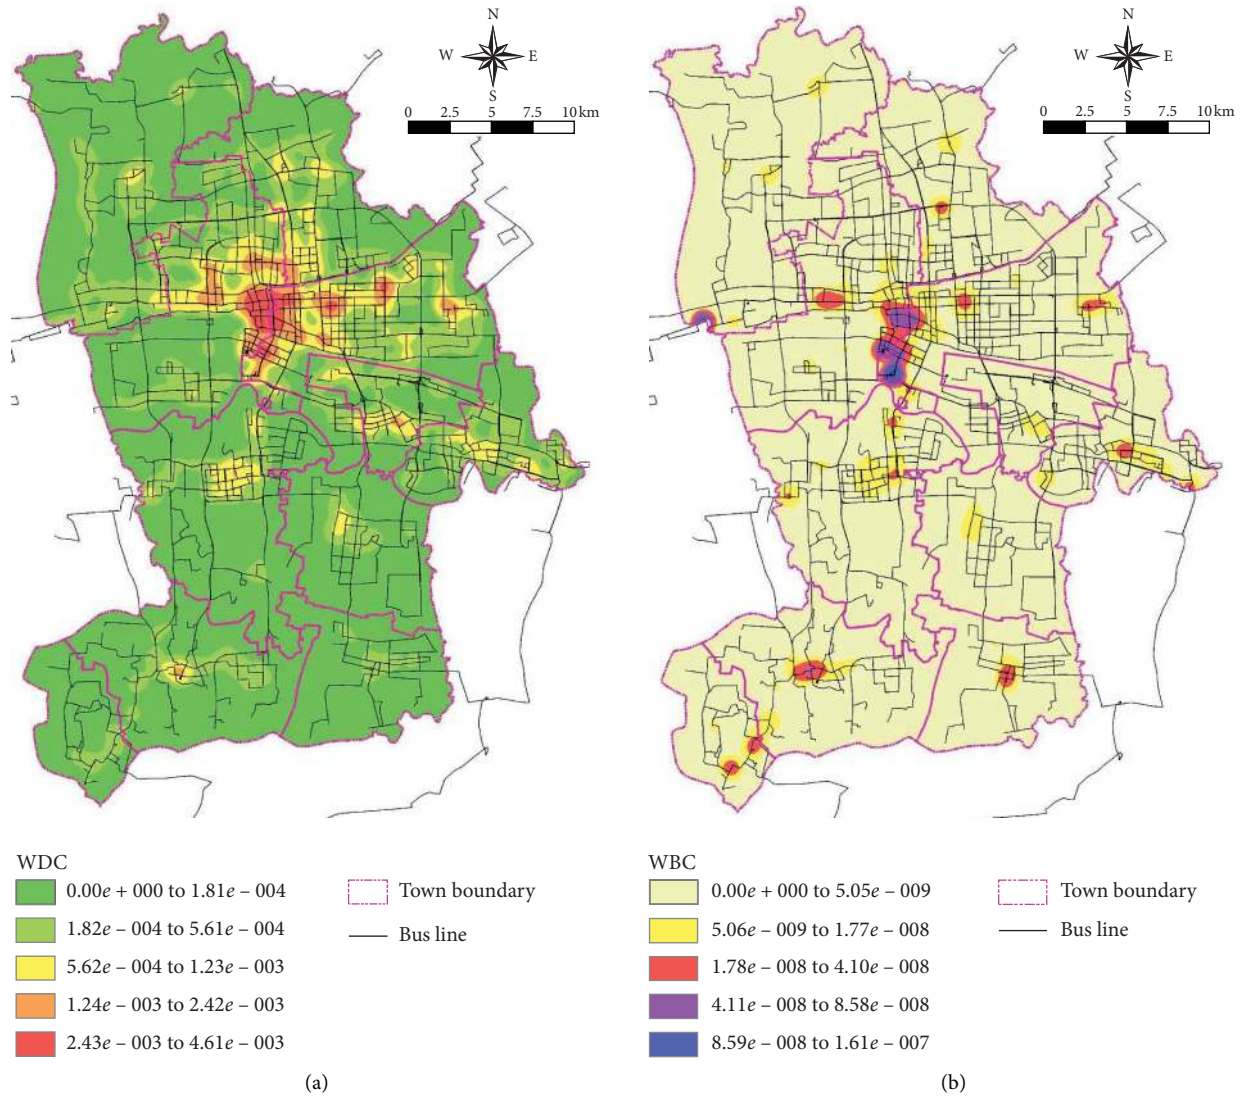 N
W E
S
0 2.5 5 7.5 10 km
N
W E
S
0 2.5 5 7.5 10 km
WDC
0.00e + 000 to 1.81e – 004
1.82e – 004 to 5.61e – 004
5.62e – 004 to 1.23e – 003
1.24e – 003 to 2.42e – 003
2.43e – 003 to 4.61e – 003
Town boundary
Bus line
(a)
WBC
0.00e + 000 to 5.05e – 009
5.06e – 009 to 1.77e – 008
1.78e – 008 to 4.10e – 008
4.11e – 008 to 8.58e – 008
8.59e – 008 to 1.61e – 007
Town boundary
Bus line
(b)